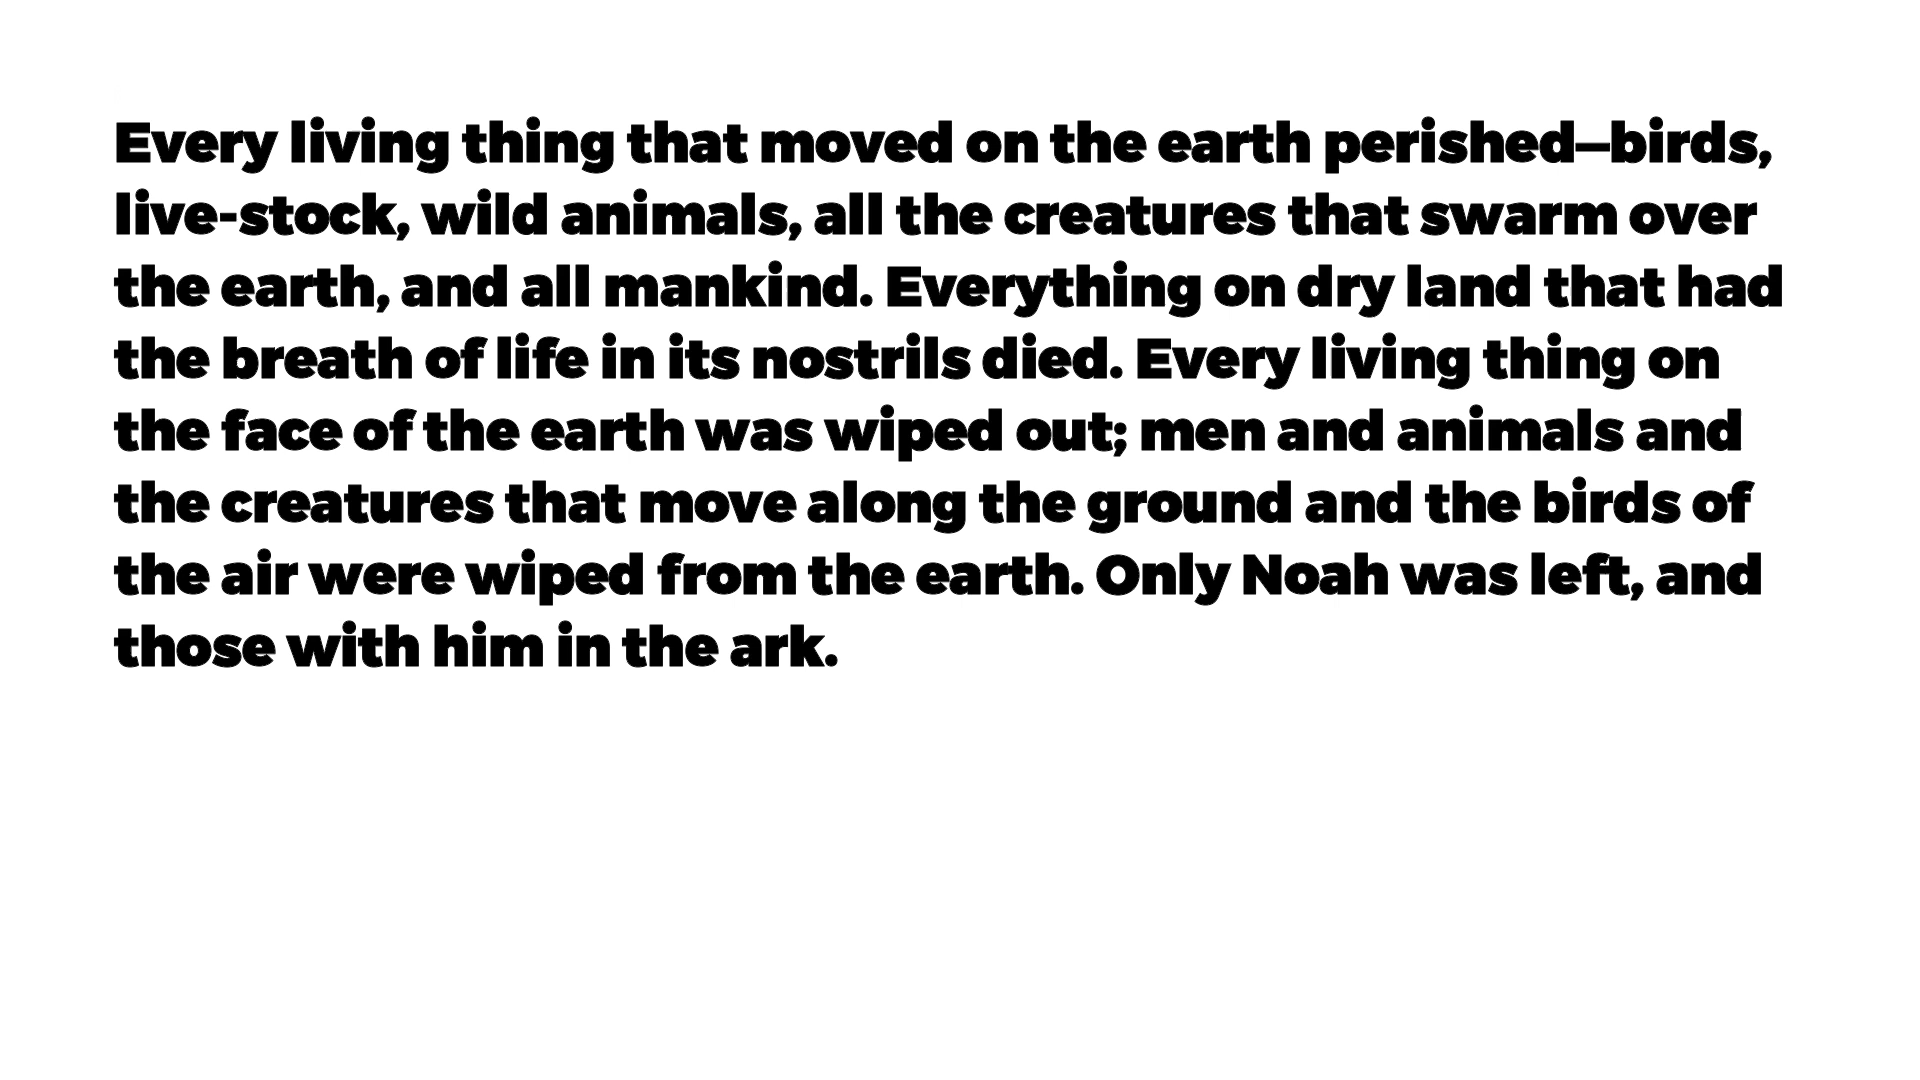 Every living thing that moved on the earth perished—birds,
live-stock, wild animals, all the creatures that swarm over
the earth, and all mankind. Everything on dry land that had
the breath of life in its nostrils died. Every living thing on
the face of the earth was wiped out; men and animals and
the creatures that move along the ground and the birds of
the air were wiped from the earth. Only Noah was left, and
those with him in the ark.